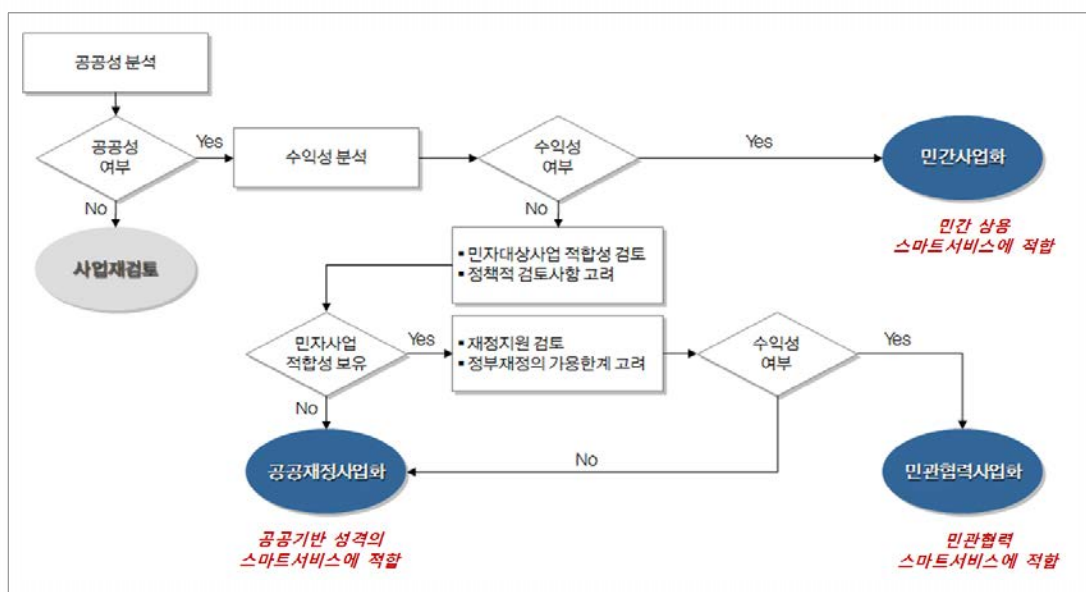 공공성 분석
공공성
여부
Yes
수익성 분석
수익성
여부
Yes
민간사업화
No
No
민간 상용
스마트서비스에 적합
사업재검토
▪ 민자대상사업 적합성 검토
▪ 정책적 검토사항 고려
민자사업
적합성 보유
Yes
▪ 재정지원 검토
▪ 정부재정의 가용한계 고려
수익성
여부
Yes
No
No
공공재정사업화
민관협력사업화
공공기반 성격의
스마트서비스에 적합
민관협력
스마트서비스에 적합